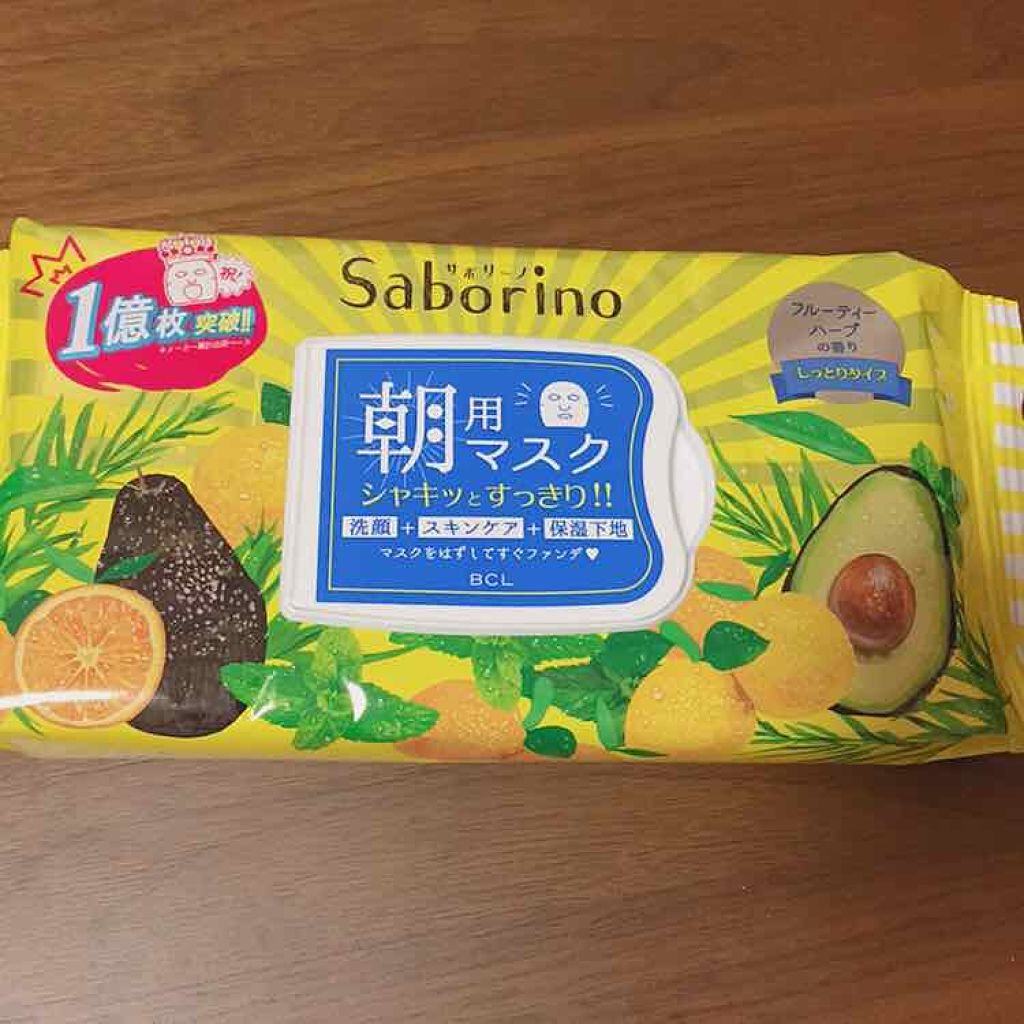 祝!
1億枚突破!!
サボリーノ
Saborino
フルーティー
ハーブ
の香り
しっとりタイプ
朝用マスク
シャキッとすっきり!!
洗顔+スキンケア+保湿下地
マスクをはずしてすぐファンデ♥
BCL